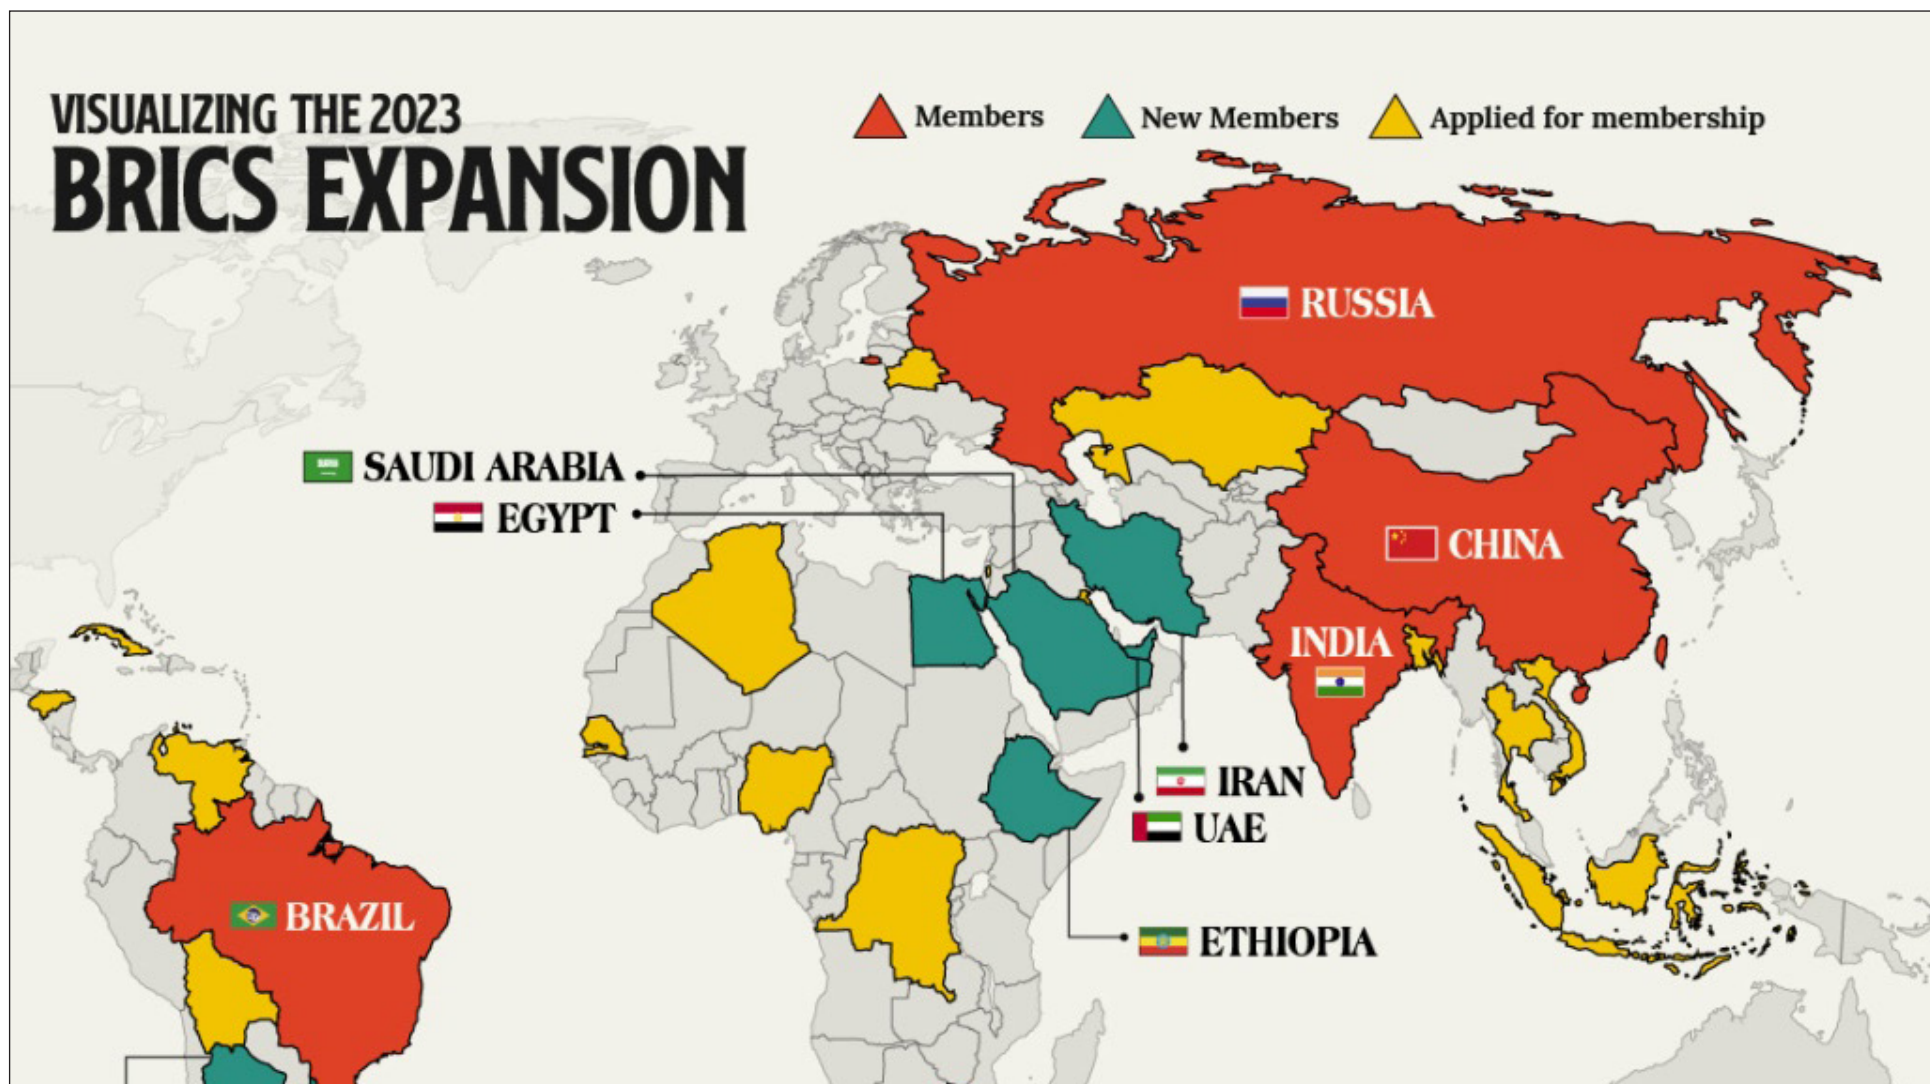 VISUALIZING THE 2023
BRICS EXPANSION
Members
New Members
Applied for membership
RUSSIA
SAUDI ARABIA
EGYPT
CHINA
INDIA
IRAN
UAE
BRAZIL
ETHIOPIA